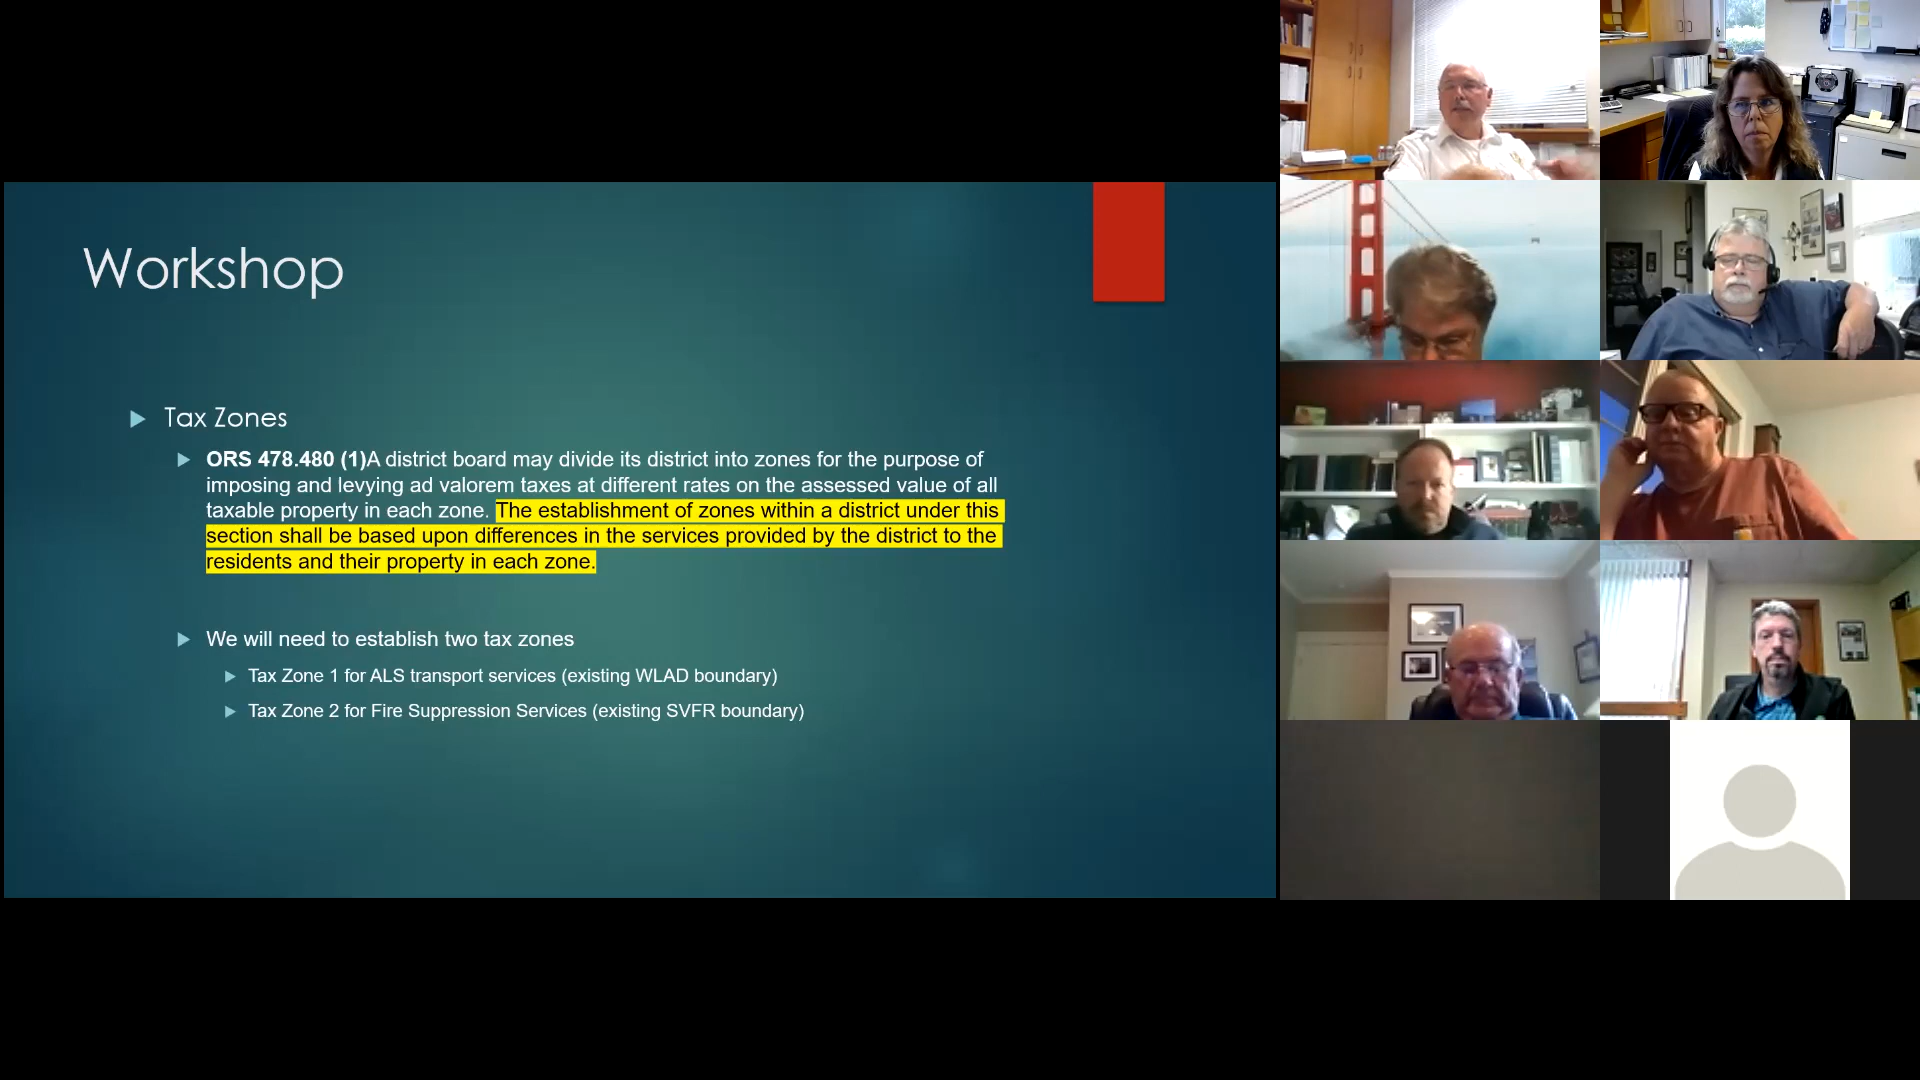 Workshop
Tax Zones
ORS 478.480 (1)A district board may divide its district into zones for the purpose of
imposing and levying ad valorem taxes at different rates on the assessed value of all
taxable property in each zone. The establishment of zones within a district under this
section shall be based upon differences in the services provided by the district to the
residents and their property in each zone.
We will need to establish two tax zones
Tax Zone 1 for ALS transport services (existing WLAD boundary)
Tax Zone 2 for Fire Suppression Services (existing SVFR boundary)